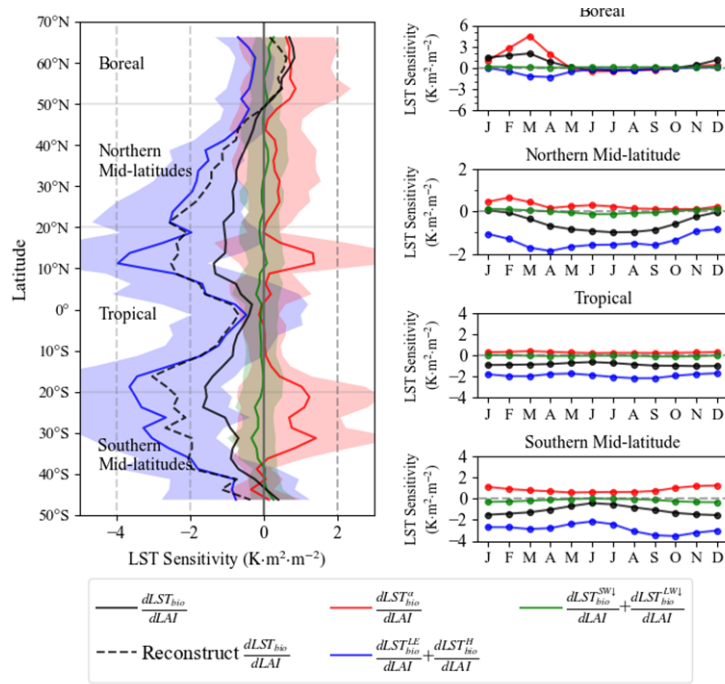 70°N
60°N
50°N
40°N
30°N
20°N
10°N
0°
10°S
20°S
30°S
40°S
50°S
Latitude
Boreal
Northern
Mid-latitudes
Tropical
Southern
Mid-latitudes
−4 −2 0 2
LST Sensitivity (K·m²·m⁻²)
Boreal
LST Sensitivity
(K·m²·m⁻²)
6
3
0
−3
−6
J F M A M J J A S O N D
Northern Mid-latitude
LST Sensitivity
(K·m²·m⁻²)
2
0
−2
J F M A M J J A S O N D
Tropical
LST Sensitivity
(K·m²·m⁻²)
4
2
0
−2
−4
J F M A M J J A S O N D
Southern Mid-latitude
LST Sensitivity
(K·m²·m⁻²)
4
2
0
−2
−4
J F M A M J J A S O N D
dLST_bio/dLAI
dLST_bio^α/dLAI
dLST_bio^SW↓/dLAI + dLST_bio^LW↓/dLAI
Reconstruct dLST_bio/dLAI
dLST_bio^LE/dLAI + dLST_bio^H/dLAI